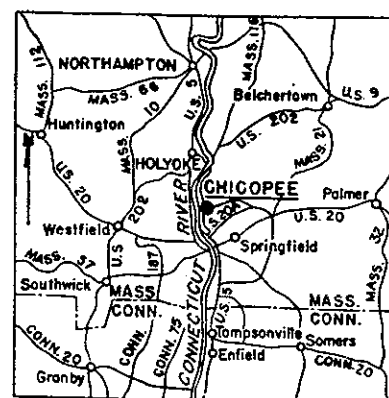 MASS. 112
MASS. 116
NORTHAMPTON
MASS. 66
U.S. 5
U.S. 9
MASS. 10
Belchertown
Huntington
U.S. 202
MASS. 21
HOLYOKE
U.S. 20
CHICOPEE
Palmer
202
RIVER
U.S. 20
Westfield
Springfield
MASS. 32
MASS. 57
U.S.
187
Southwick
MASS.
CONN.
MASS.
CONN.
CONNECTICUT
U.S. 5
CONN. 20
CONN.
CONN. 75
Tompsonville
Somers
Enfield
CONN. 20
Granby